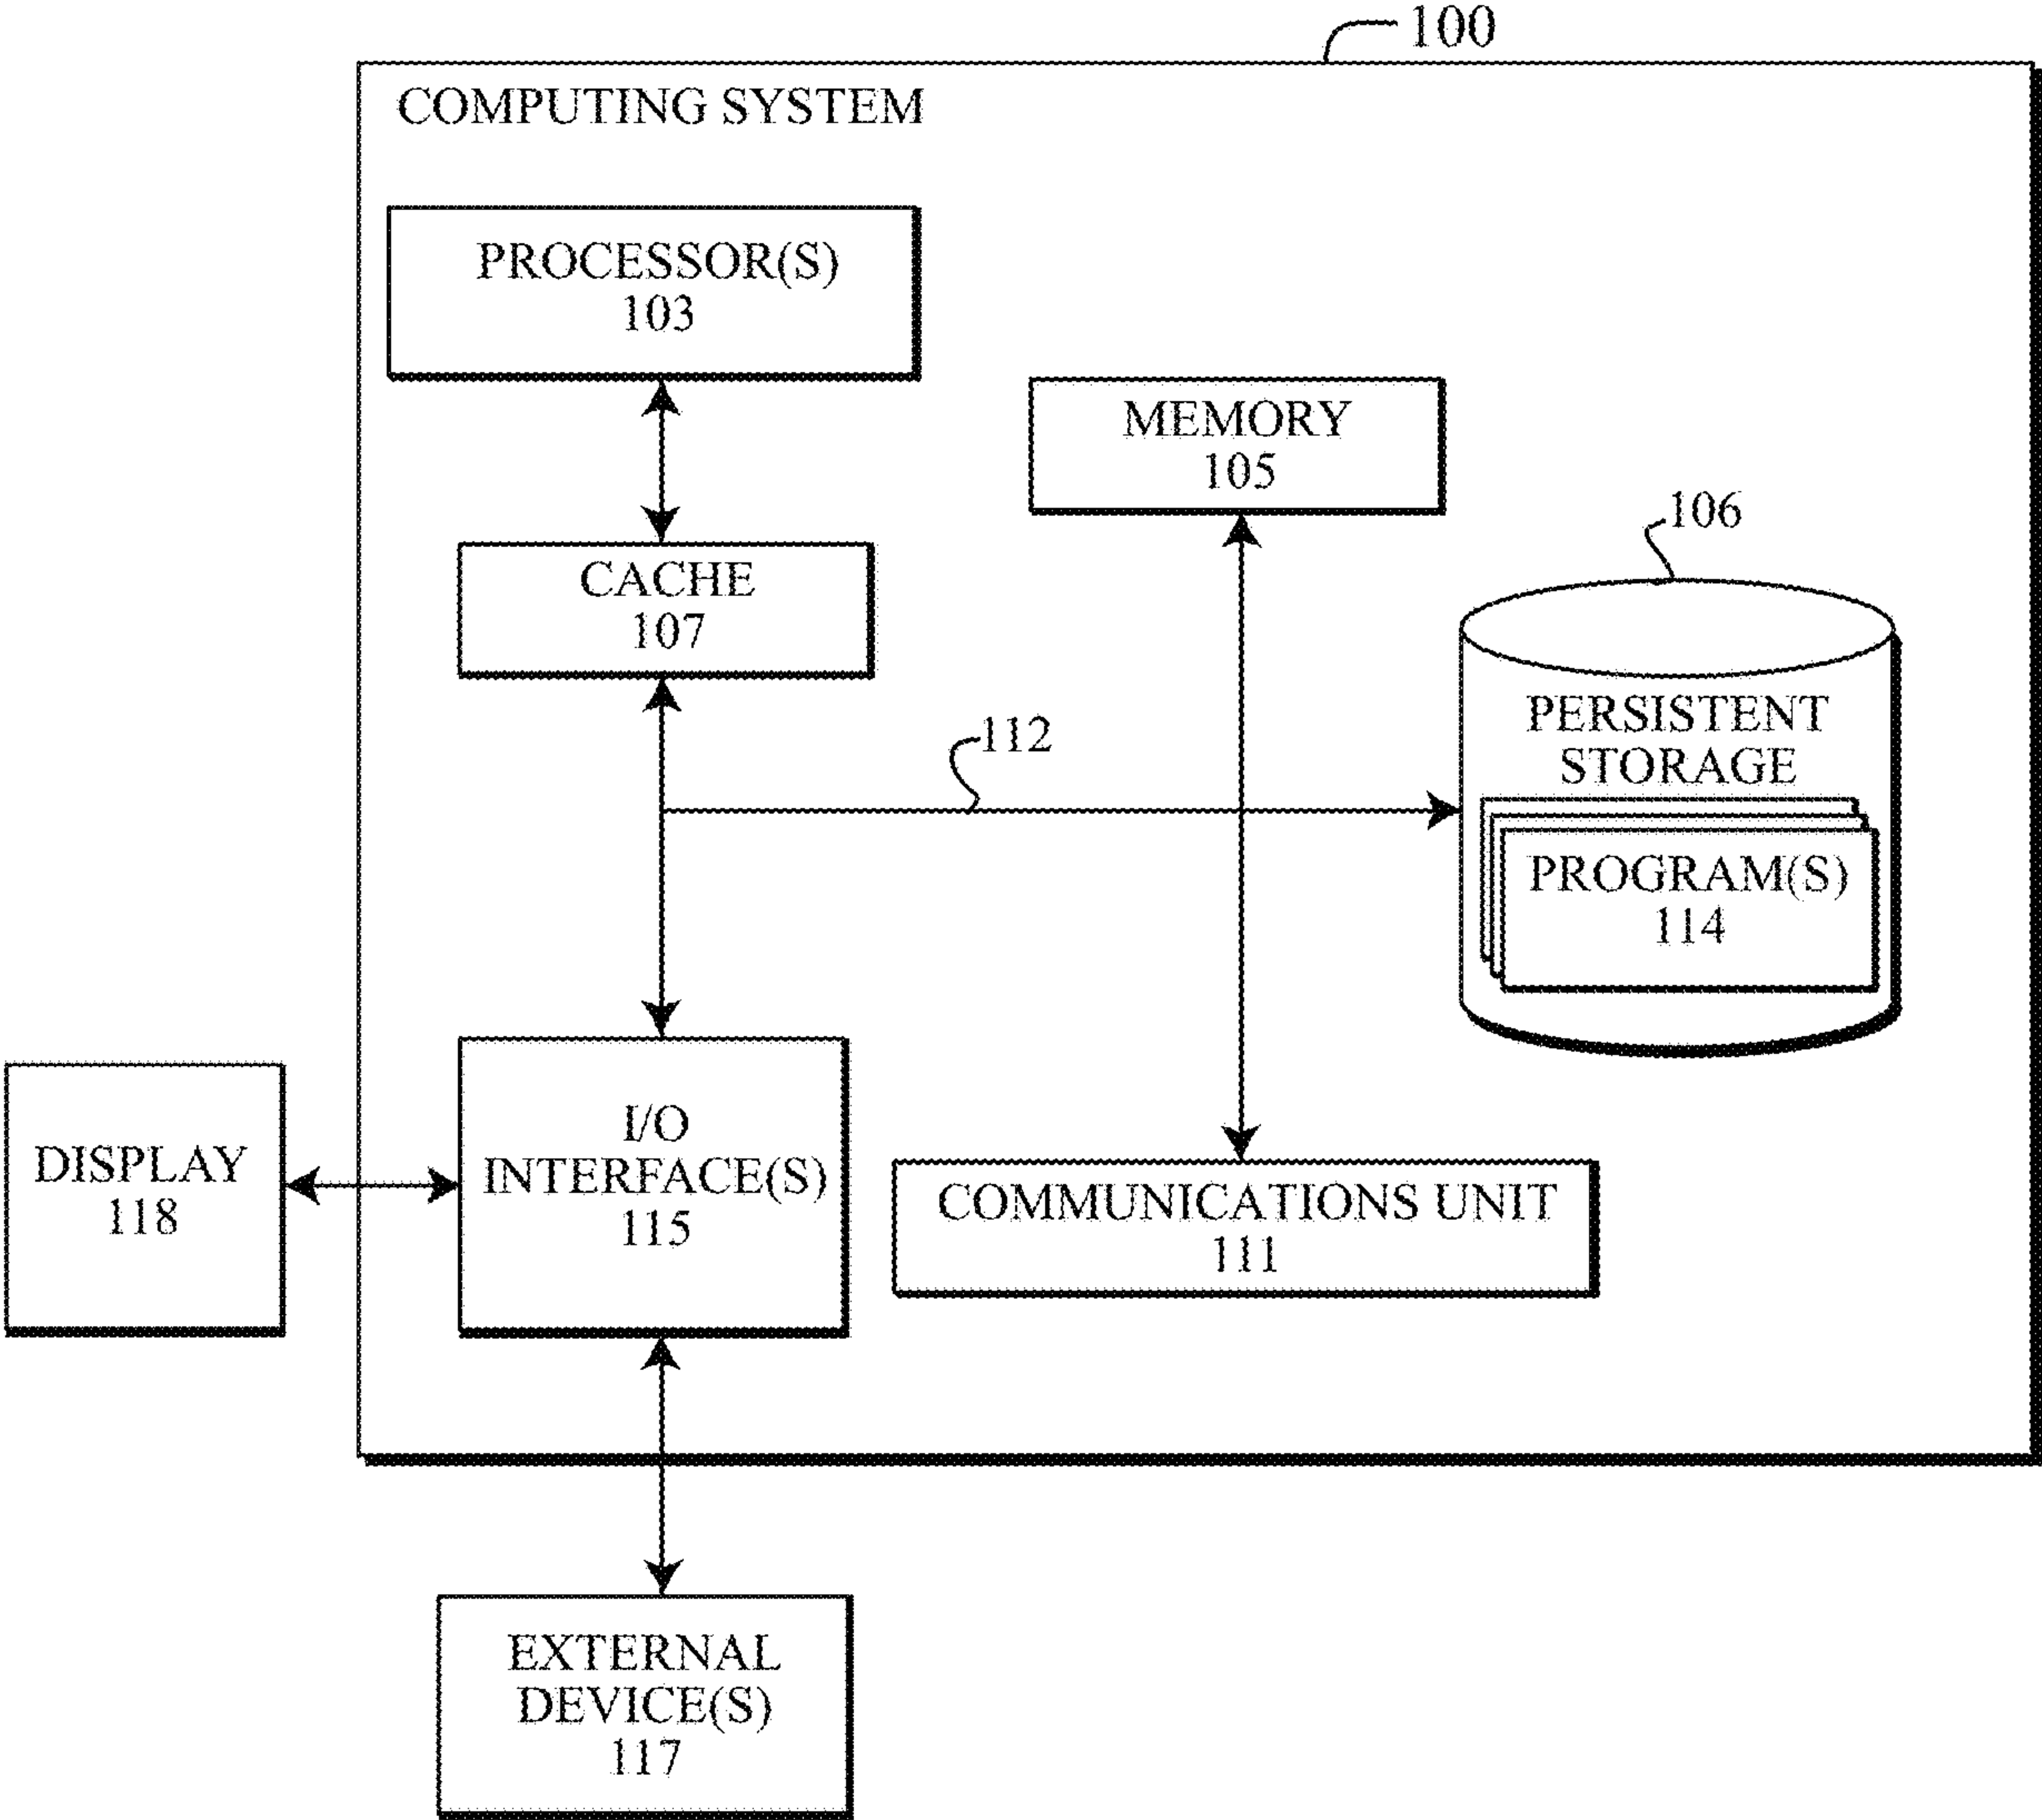 100
COMPUTING SYSTEM
PROCESSOR(S)
103
MEMORY
105
106
CACHE
107
112
PERSISTENT
STORAGE
PROGRAM(S)
114
I/O
INTERFACE(S)
115
DISPLAY
118
COMMUNICATIONS UNIT
111
EXTERNAL
DEVICE(S)
117